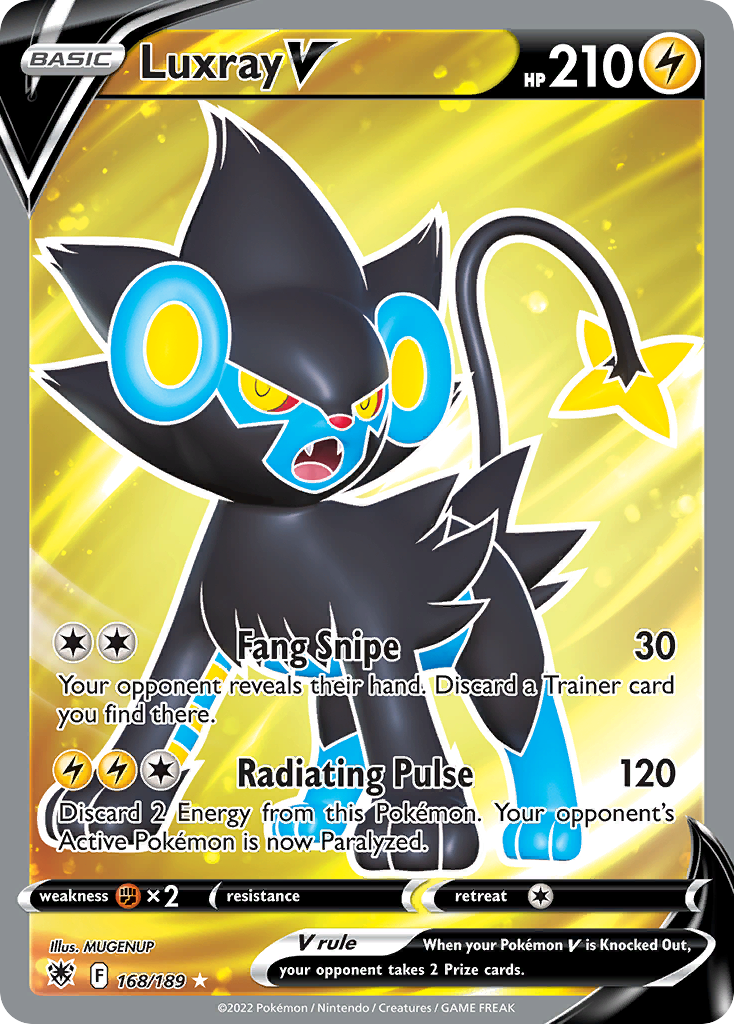 BASIC Luxray V HP 210
Fang Snipe 30
Your opponent reveals their hand. Discard a Trainer card
you find there.
Radiating Pulse 120
Discard 2 Energy from this Pokémon. Your opponent's
Active Pokémon is now Paralyzed.
weakness ×2 resistance retreat
Illus. MUGENUP
V rule When your Pokémon V is Knocked Out,
your opponent takes 2 Prize cards.
F 168/189
©2022 Pokémon / Nintendo / Creatures / GAME FREAK